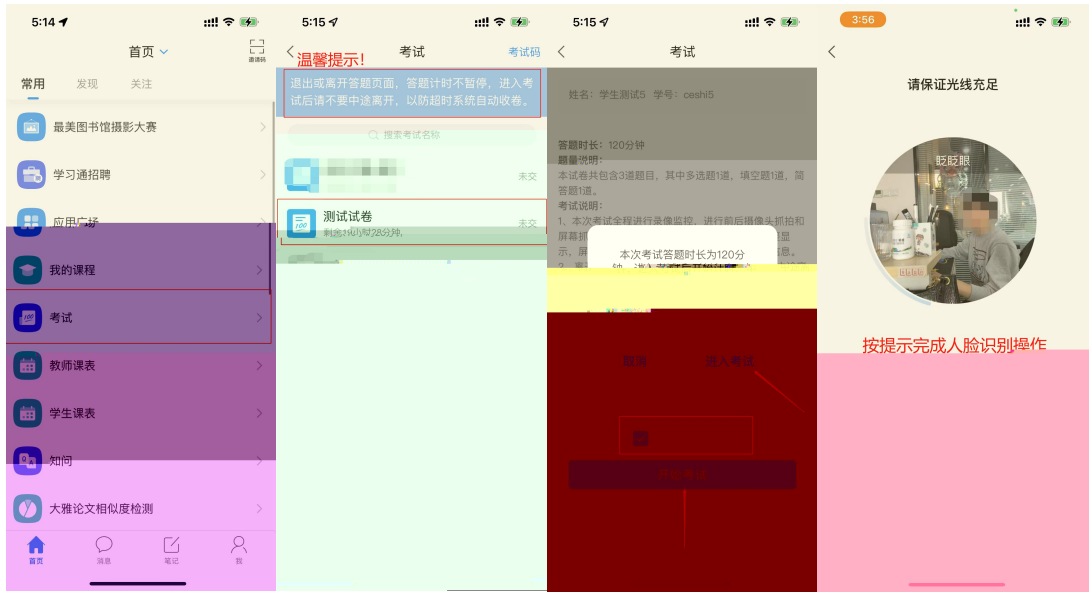 5:14
首页
邀请码
常用 发现 关注
最美图书馆摄影大赛
学习通招聘
应用广场
我的课程
考试
教师课表
学生课表
知问
大雅论文相似度检测
首页 消息 笔记 我
5:15
考试
考试码
温馨提示!
退出或离开答题页面,答题计时不暂停,进入考
试后请不要中途离开,以防超时系统自动收卷。
搜索考试名称
未交
测试试卷
未交
5:15
考试
姓名:学生测试5 学号:ceshi5
答题时长:120分钟
题量说明:
本试卷共包含3道题目,其中多选题1道,填空题1道,简
答题1道。
考试说明:
1、本次考试全程进行录像监控,进行前后摄像头抓拍和
屏幕抓
本次考试答题时长为120分
取消 进入考试
3:56
请保证光线充足
眨眨眼
按提示完成人脸识别操作